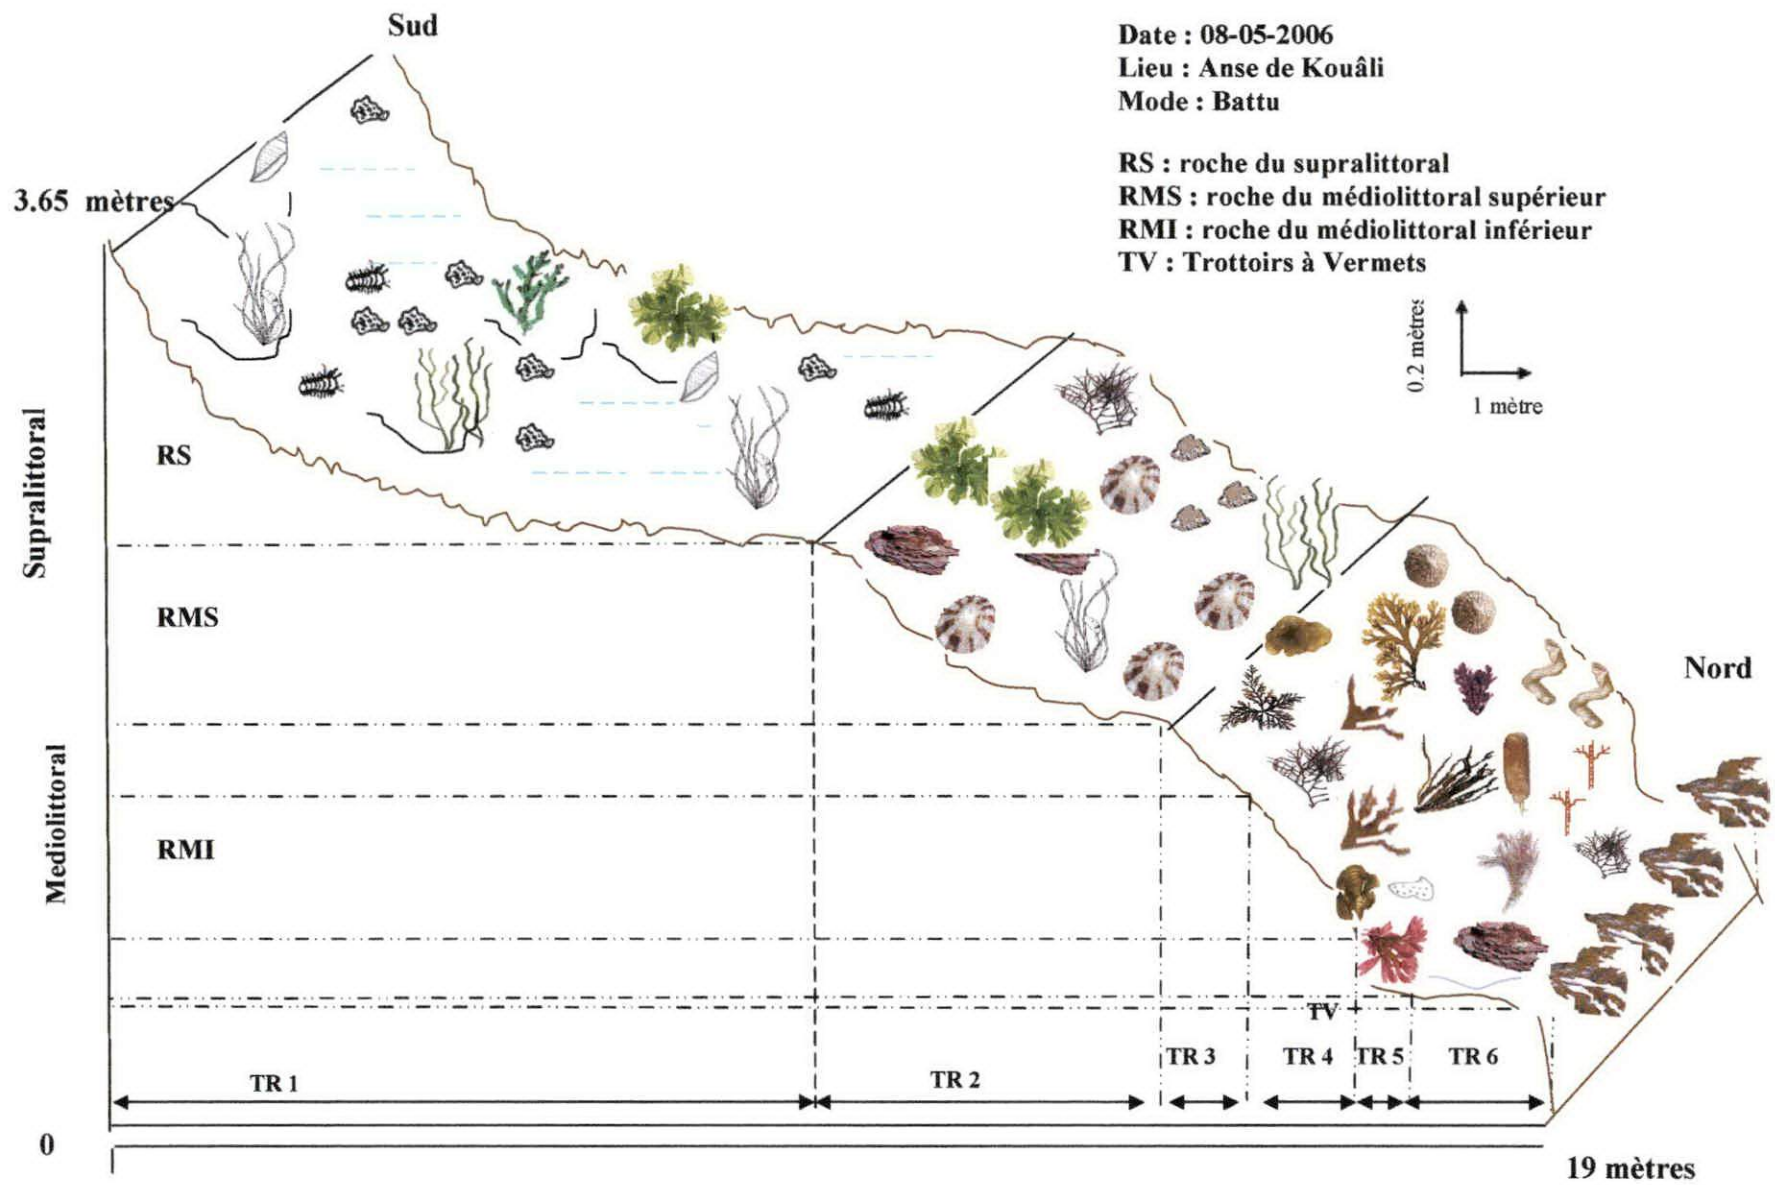 Sud
Date : 08-05-2006
Lieu : Anse de Kouâli
Mode : Battu
RS : roche du supralittoral
RMS : roche du médiolittoral supérieur
RMI : roche du médiolittoral inférieur
TV : Trottoirs à Vermets
3.65 mètres
0.2 mètres
1 mètre
Supralittoral
RS
RMS
Nord
Mediolittoral
RMI
TV
TR 1
TR 2
TR 3
TR 4
TR 5
TR 6
0
19 mètres